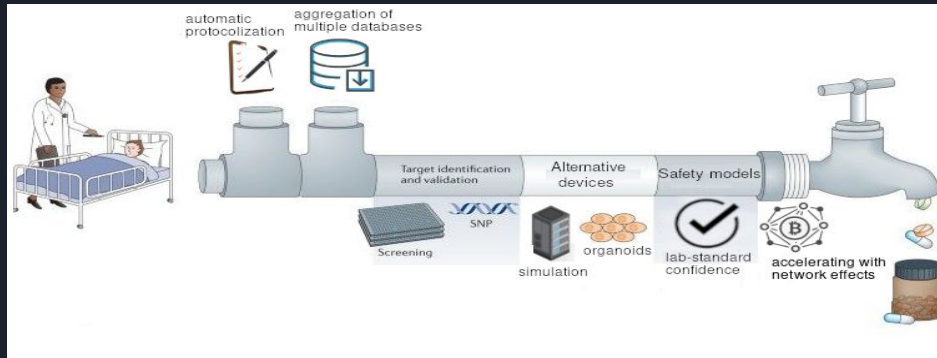 automatic
protocolization
aggregation of
multiple databases
Target identification
and validation
Alternative
devices
Safety models
Screening
SNP
simulation
organoids
lab-standard
confidence
B
accelerating with
network effects